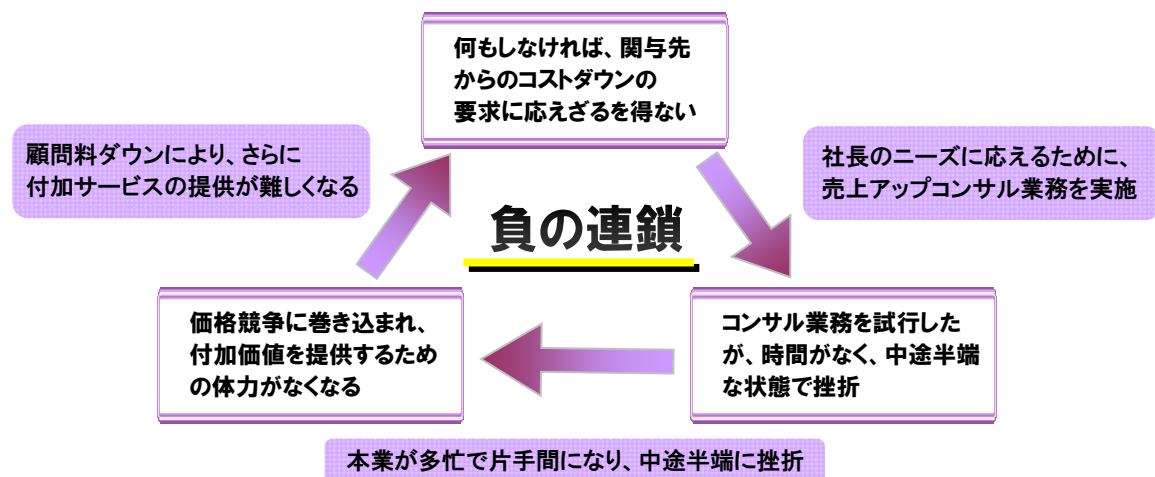 何もしなければ、関与先
からのコストダウンの
要求に応えざるを得ない
顧問料ダウンにより、さらに
付加サービスの提供が難しくなる
社長のニーズに応えるために、
売上アップコンサル業務を実施
負の連鎖
価格競争に巻き込まれ、
付加価値を提供するため
の体力がなくなる
コンサル業務を試行した
が、時間がなく、中途半端
な状態で挫折
本業が多忙で片手間になり、中途半端に挫折